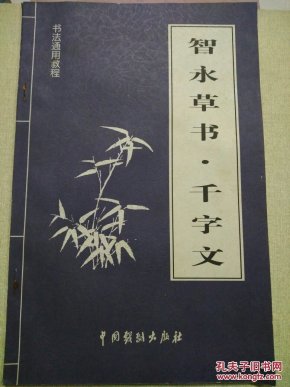 书法通用教程
智永草书·千字文
中国戏剧出版社
孔夫子旧书网